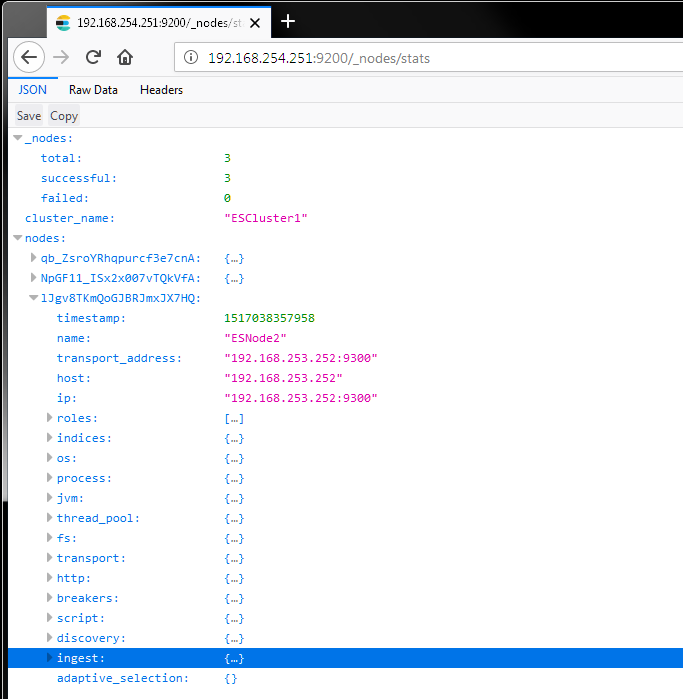 192.168.254.251:9200/_nodes/st
192.168.254.251:9200/_nodes/stats
JSON Raw Data Headers
Save Copy
_nodes:
total: 3
successful: 3
failed: 0
cluster_name: "ESCluster1"
nodes:
qb_ZsroYRhqpurcf3e7cnA: {…}
NpGF11_ISx2x007vTQkVfA: {…}
lJgv8TKmQoGJBRJmxJX7HQ:
timestamp: 1517038357958
name: "ESNode2"
transport_address: "192.168.253.252:9300"
host: "192.168.253.252"
ip: "192.168.253.252:9300"
roles: […]
indices: {…}
os: {…}
process: {…}
jvm: {…}
thread_pool: {…}
fs: {…}
transport: {…}
http: {…}
breakers: {…}
script: {…}
discovery: {…}
ingest: {…}
adaptive_selection: {}